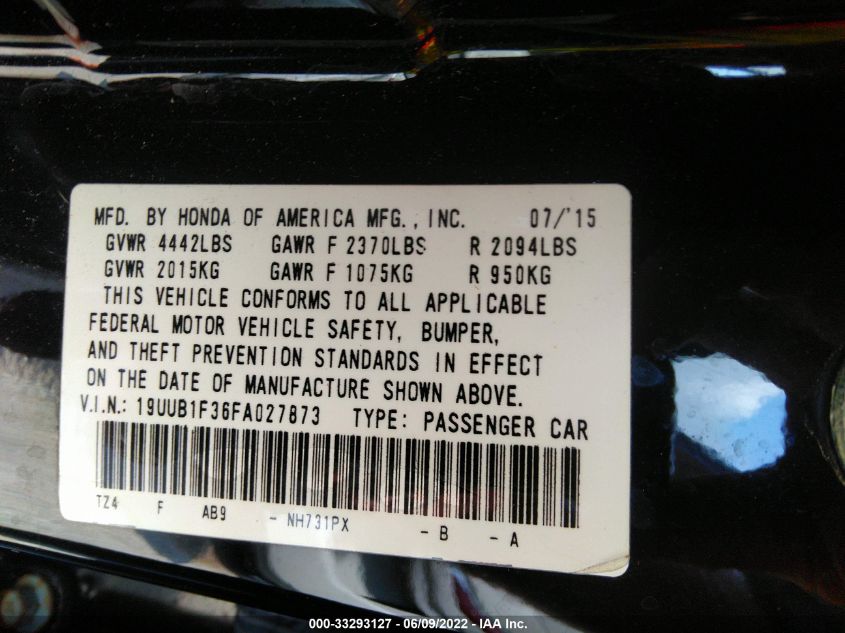 MFD. BY HONDA OF AMERICA MFG., INC. 07/'15
GVWR 4442LBS GAWR F 2370LBS R 2094LBS
GVWR 2015KG GAWR F 1075KG R 950KG
THIS VEHICLE CONFORMS TO ALL APPLICABLE
FEDERAL MOTOR VEHICLE SAFETY, BUMPER,
AND THEFT PREVENTION STANDARDS IN EFFECT
ON THE DATE OF MANUFACTURE SHOWN ABOVE.
V.I.N.: 19UUB1F36FA027873 TYPE: PASSENGER CAR
TZ4 F AB9 - NH731PX - B - A
000-33293127 - 06/09/2022 - IAA Inc.